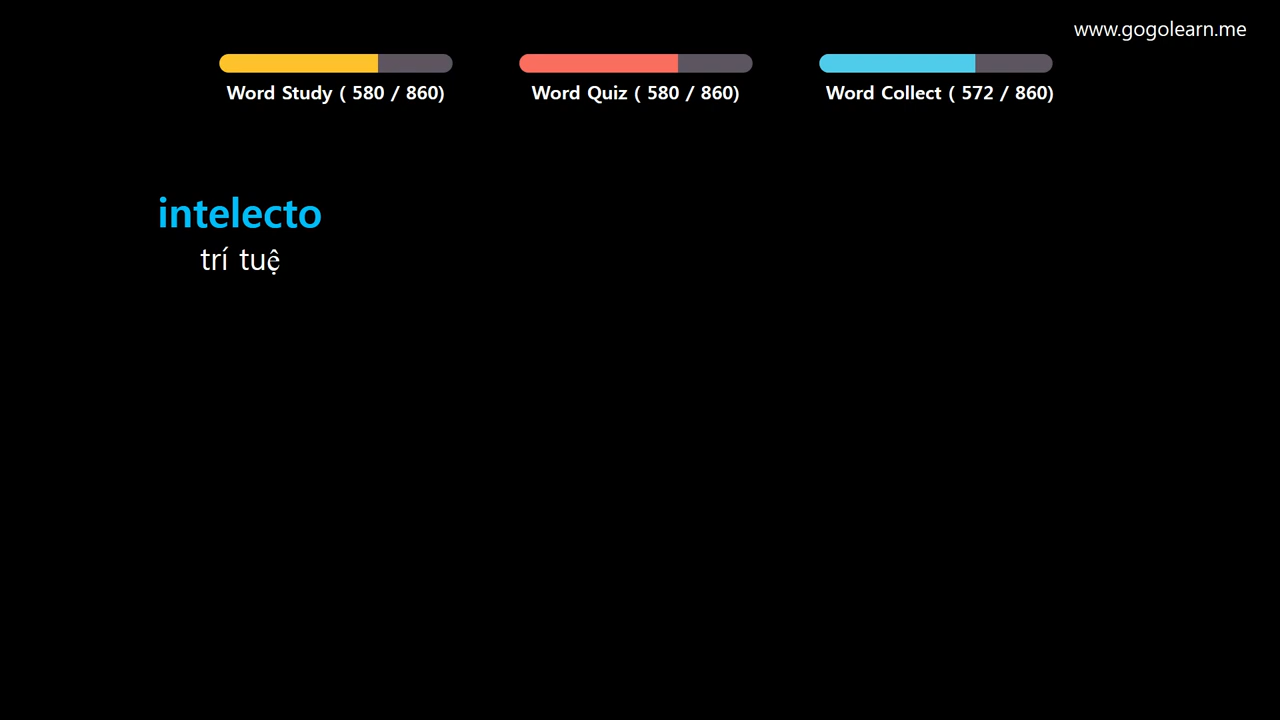 www.gogolearn.me
Word Study ( 580 / 860)
Word Quiz ( 580 / 860)
Word Collect ( 572 / 860)
intelecto
trí tuệ